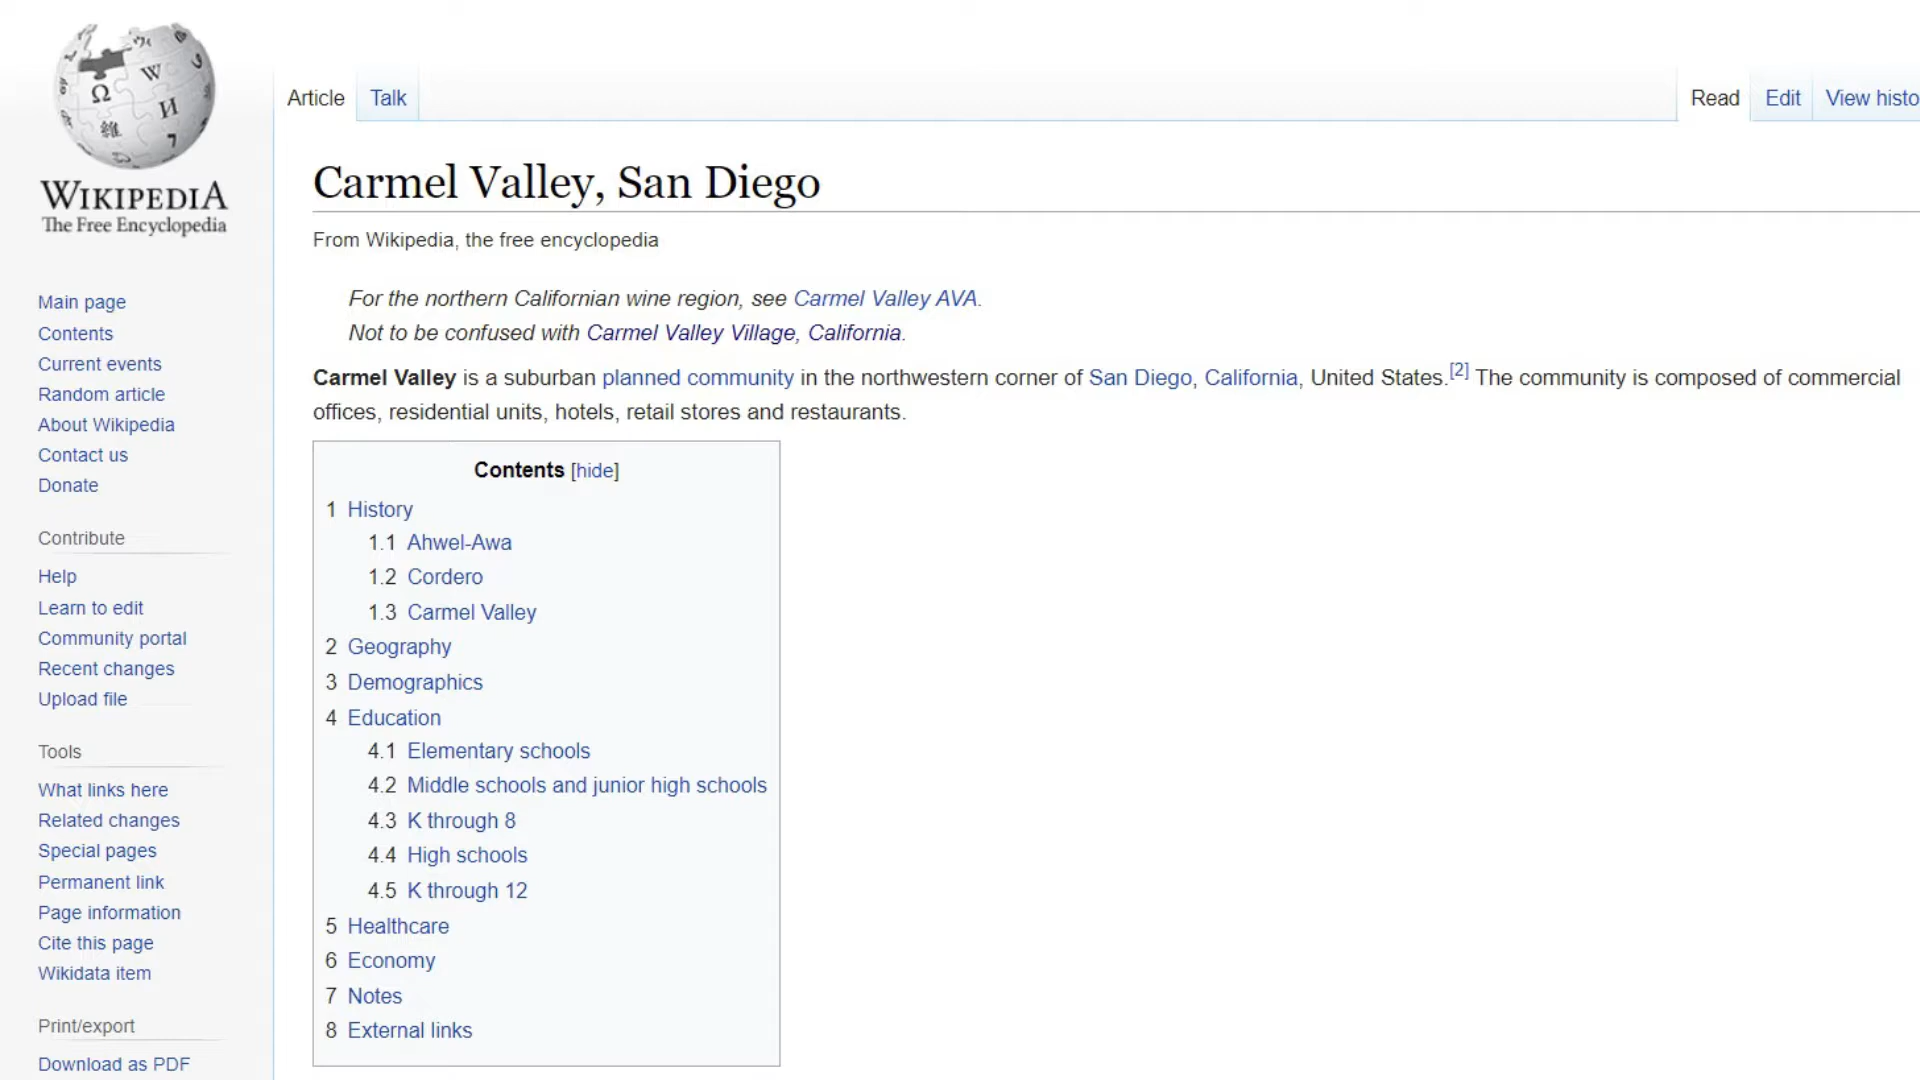 WIKIPEDIA
The Free Encyclopedia
Main page
Contents
Current events
Random article
About Wikipedia
Contact us
Donate
Contribute
Help
Learn to edit
Community portal
Recent changes
Upload file
Tools
What links here
Related changes
Special pages
Permanent link
Page information
Cite this page
Wikidata item
Print/export
Download as PDF
Article Talk
Read Edit View histo
Carmel Valley, San Diego
From Wikipedia, the free encyclopedia
For the northern Californian wine region, see Carmel Valley AVA.
Not to be confused with Carmel Valley Village, California.
Carmel Valley is a suburban planned community in the northwestern corner of San Diego, California, United States.[2] The community is composed of commercial
offices, residential units, hotels, retail stores and restaurants.
Contents [hide]
1 History
1.1 Ahwel-Awa
1.2 Cordero
1.3 Carmel Valley
2 Geography
3 Demographics
4 Education
4.1 Elementary schools
4.2 Middle schools and junior high schools
4.3 K through 8
4.4 High schools
4.5 K through 12
5 Healthcare
6 Economy
7 Notes
8 External links